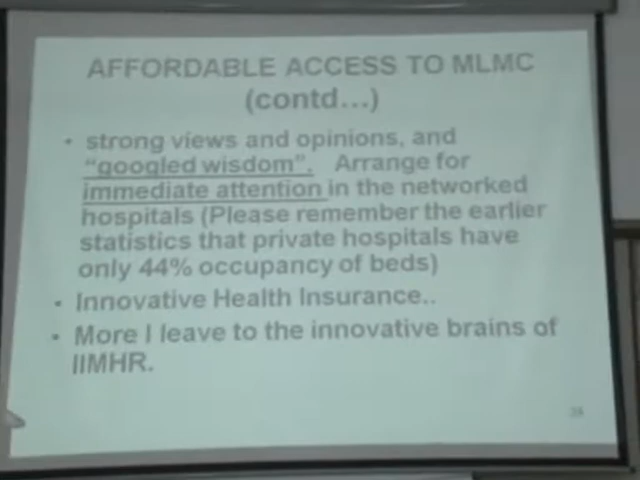 AFFORDABLE ACCESS TO MLMC
(contd...)
• strong views and opinions, and
"googled wisdom". Arrange for
immediate attention in the networked
hospitals (Please remember the earlier
statistics that private hospitals have
only 44% occupancy of beds)
• Innovative Health Insurance..
• More I leave to the innovative brains of
IIMHR.